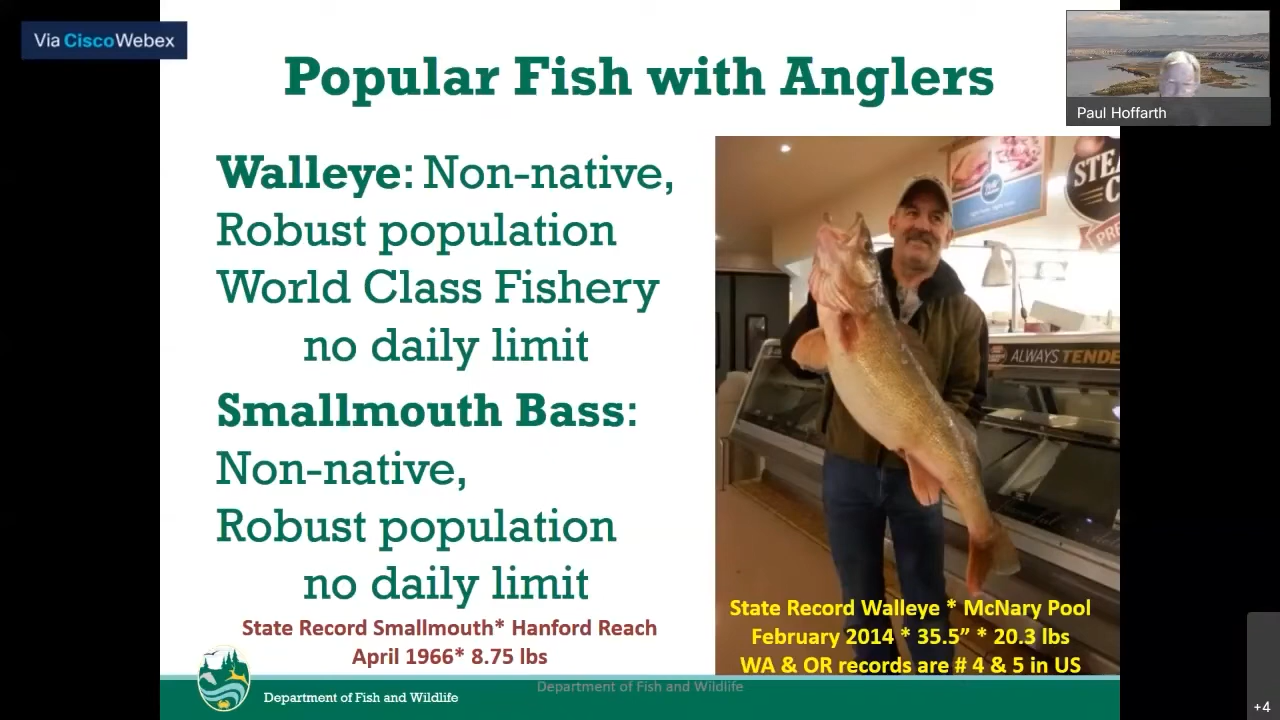 Via CiscoWebex
Popular Fish with Anglers
Paul Hoffarth
Walleye: Non-native,
Robust population
World Class Fishery
no daily limit
Smallmouth Bass:
Non-native,
Robust population
no daily limit
State Record Smallmouth* Hanford Reach
April 1966* 8.75 lbs
STEA
C
PRE
ALWAYS TENDE
State Record Walleye * McNary Pool
February 2014 * 35.5” * 20.3 lbs
WA & OR records are # 4 & 5 in US
Department of Fish and Wildlife
Department of Fish and Wildlife
+4